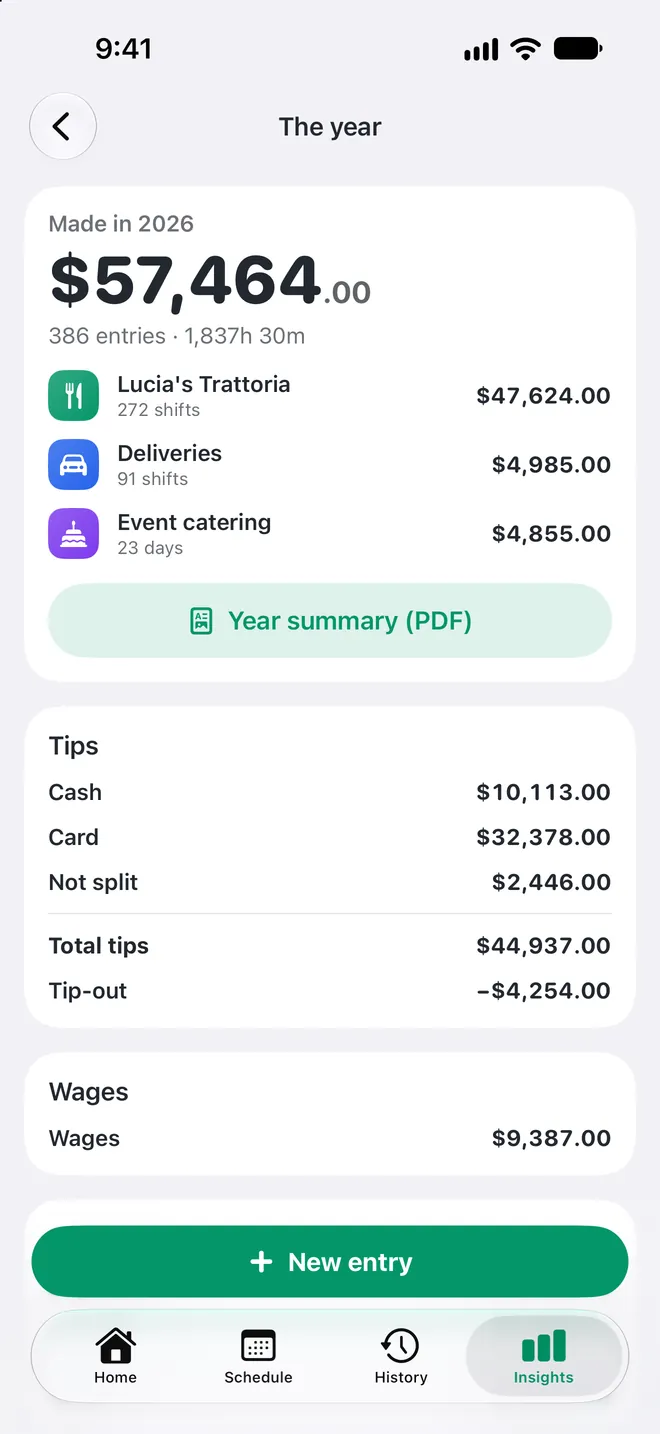 9:41
The year
Made in 2026
$57,464.00
386 entries · 1,837h 30m
Lucia's Trattoria
272 shifts
$47,624.00
Deliveries
91 shifts
$4,985.00
Event catering
23 days
$4,855.00
Year summary (PDF)
Tips
Cash $10,113.00
Card $32,378.00
Not split $2,446.00
Total tips $44,937.00
Tip-out –$4,254.00
Wages
Wages $9,387.00
+ New entry
Home Schedule History Insights